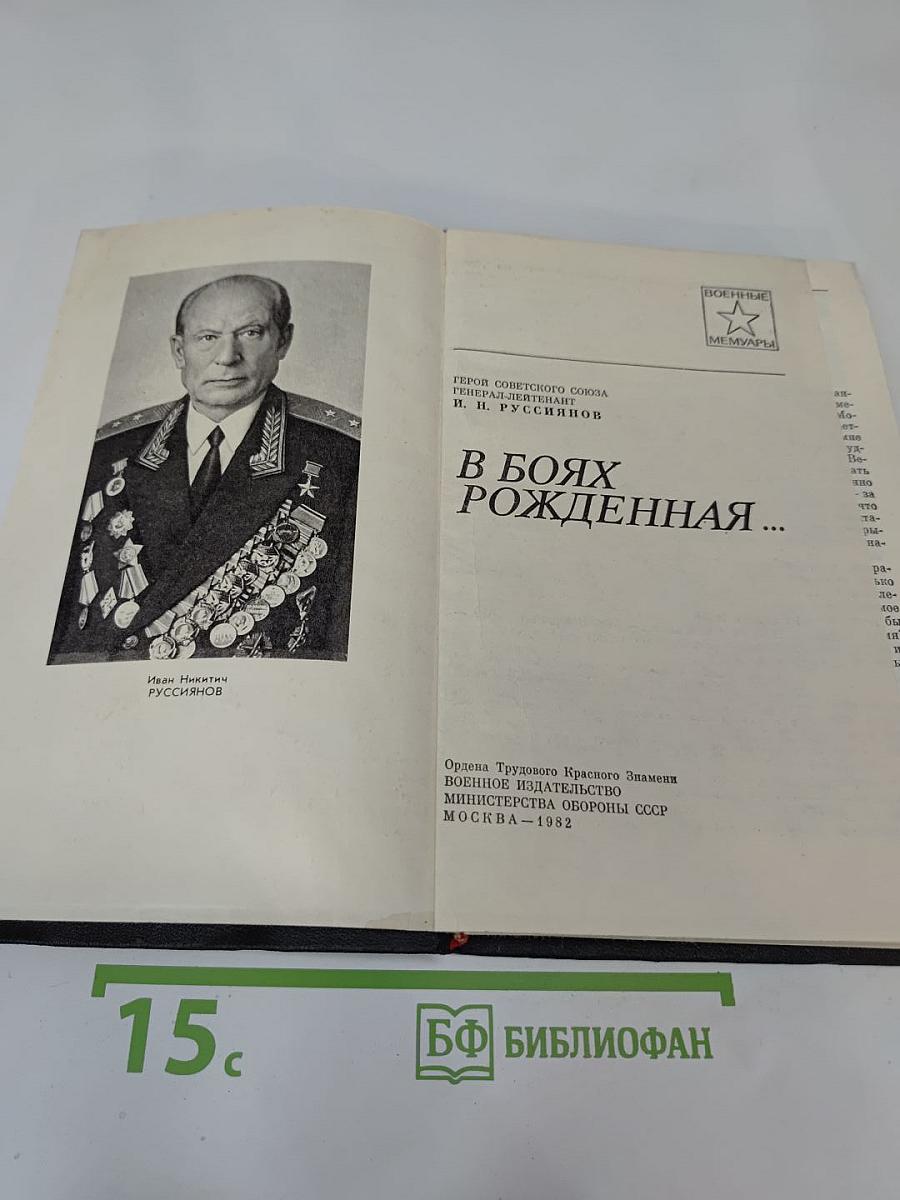 Иван Никитич
РУССИЯНОВ
ВОЕННЫЕ
МЕМУАРЫ
ГЕРОЙ СОВЕТСКОГО СОЮЗА
ГЕНЕРАЛ-ЛЕЙТЕНАНТ
И. Н. РУССИЯНОВ
В БОЯХ
РОЖДЕННАЯ...
Ордена Трудового Красного Знамени
ВОЕННОЕ ИЗДАТЕЛЬСТВО
МИНИСТЕРСТВА ОБОРОНЫ СССР
МОСКВА — 1982
15 с
БФ БИБЛИОФАН